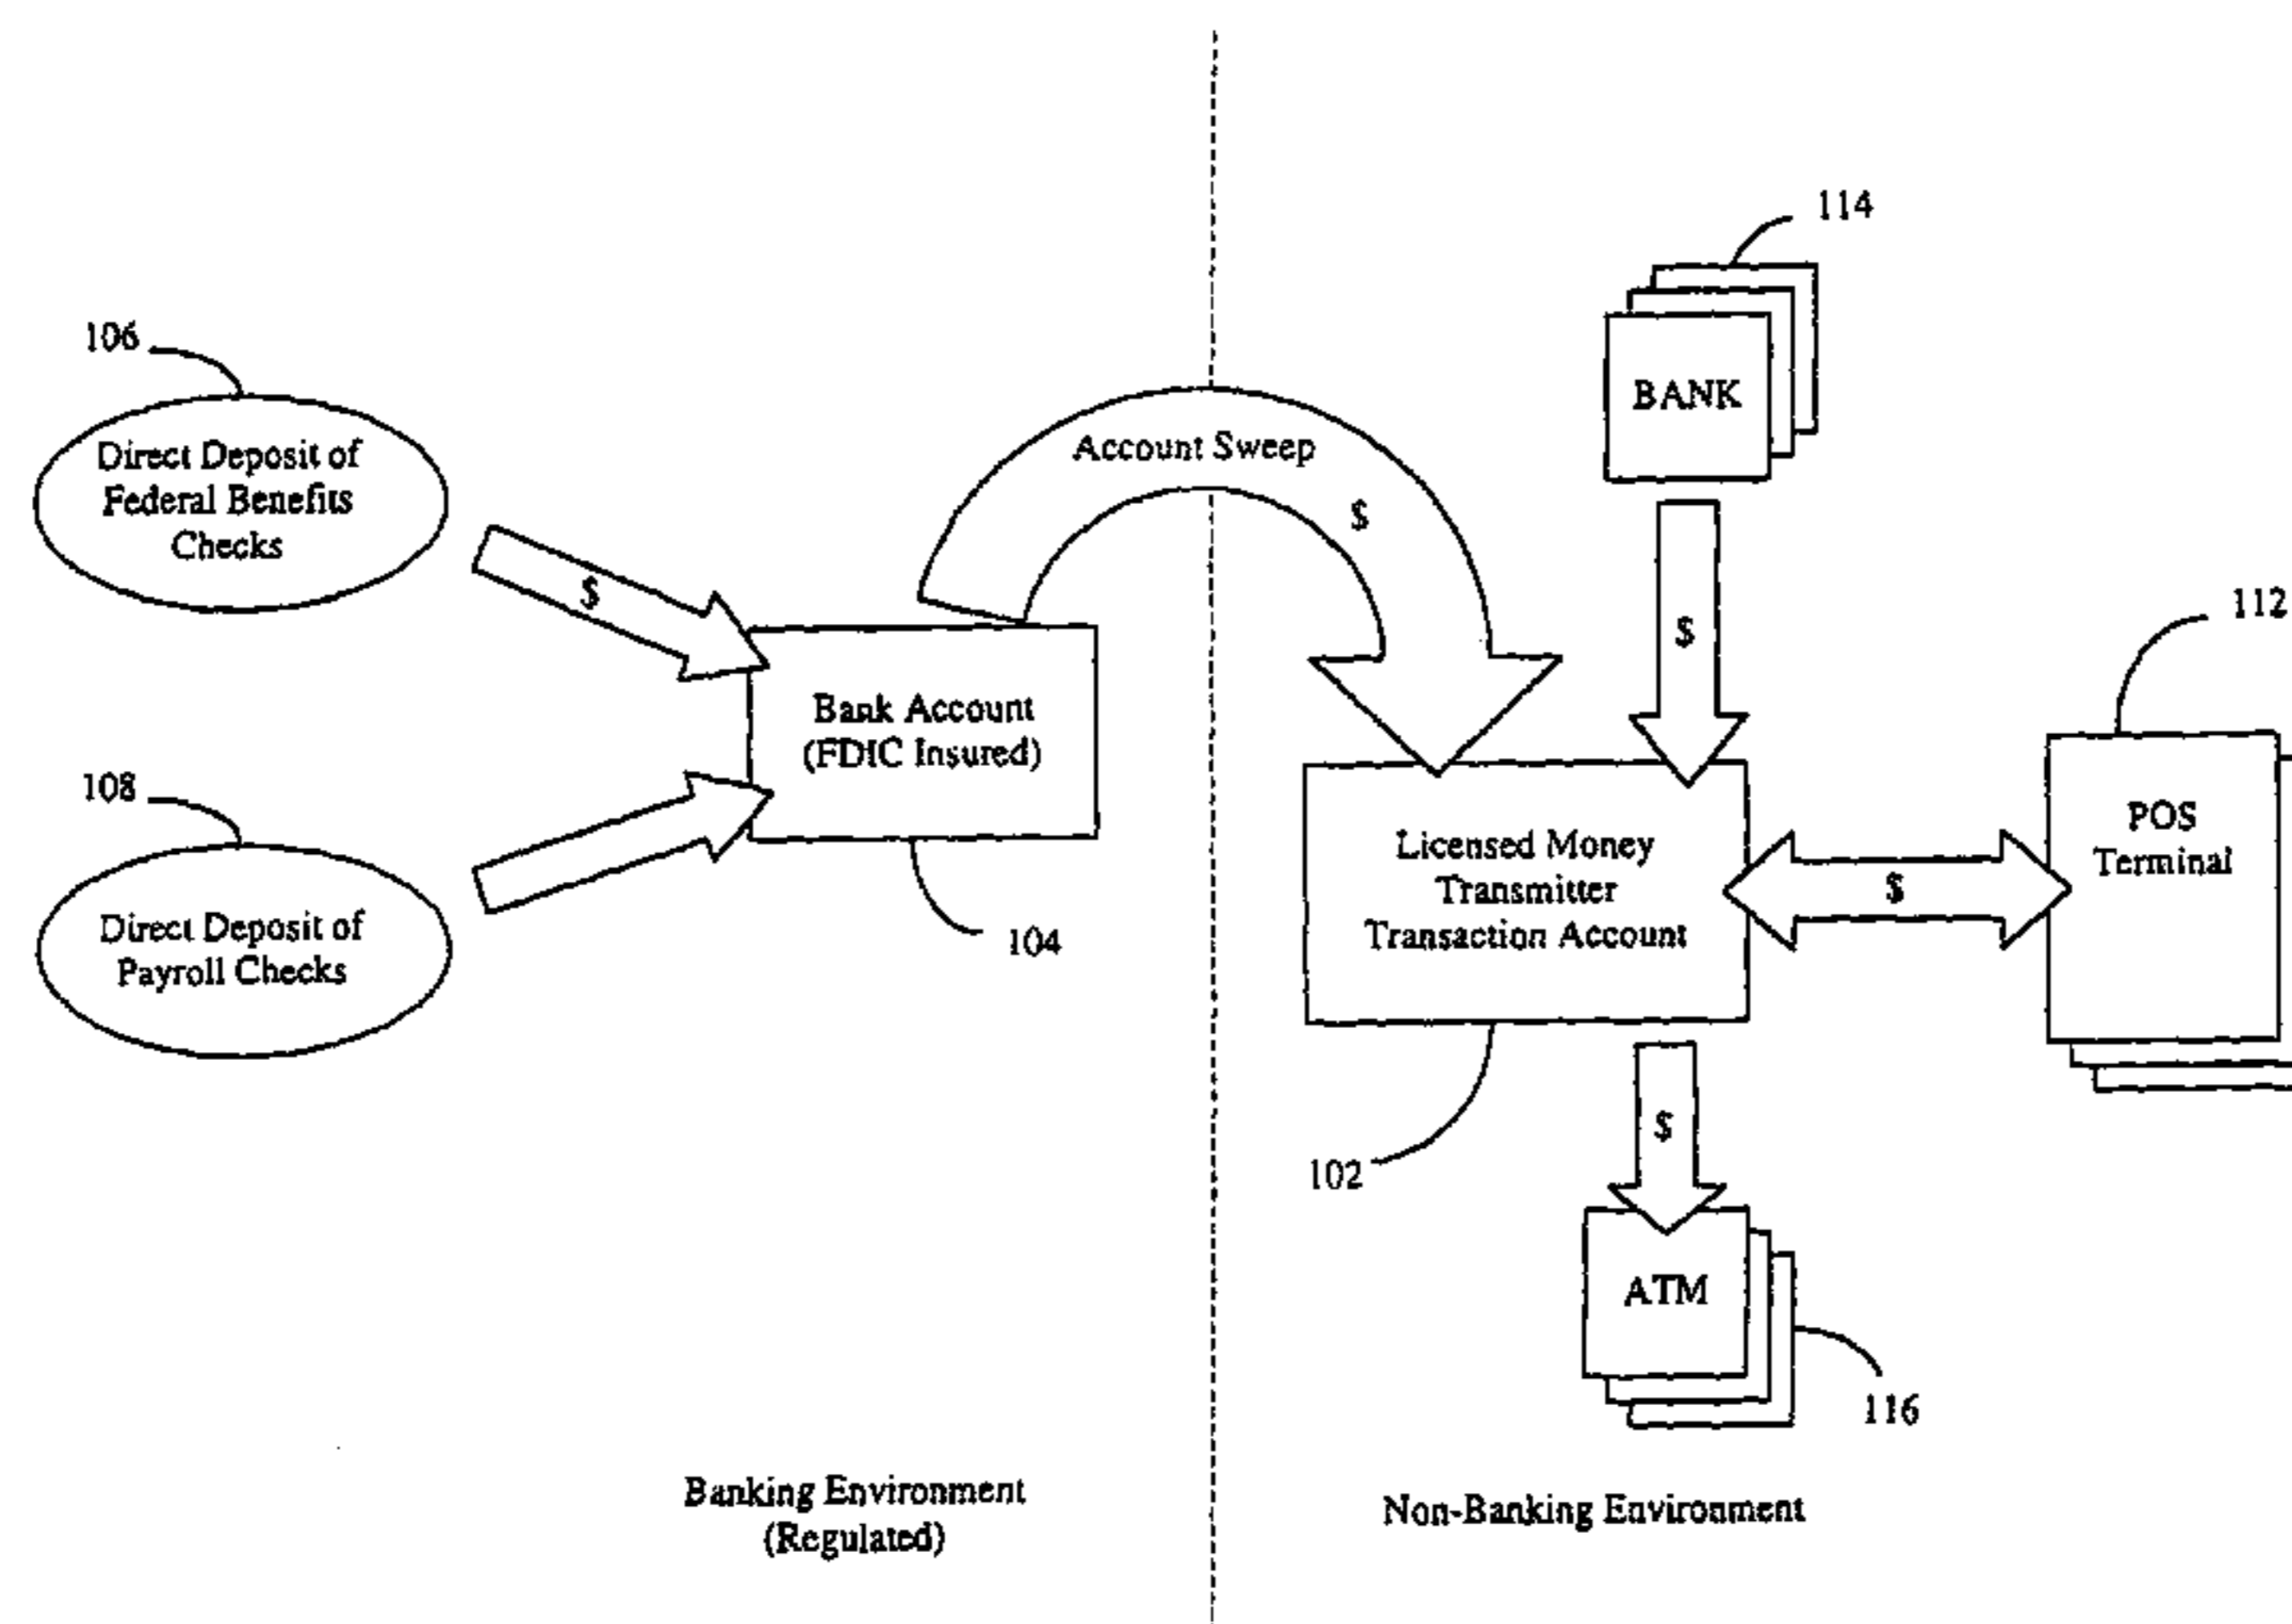 114
106
BANK
Direct Deposit of
Federal Benefits
Checks
Account Sweep
$
$
$
112
Bank Account
(FDIC Insured)
108
POS
Terminal
Licensed Money
Transmitter
Transaction Account
$
Direct Deposit of
Payroll Checks
104
$
102
ATM
116
Banking Environment
(Regulated)
Non-Banking Environment